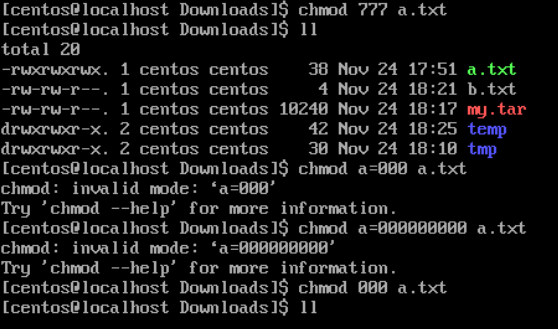 [centos@localhost Downloads]$ chmod 777 a.txt
[centos@localhost Downloads]$ ll
total 20
-rwxrwxrwx. 1 centos centos    38 Nov 24 17:51 a.txt
-rw-rw-r--. 1 centos centos     4 Nov 24 18:21 b.txt
-rw-rw-r--. 1 centos centos 10240 Nov 24 18:17 my.tar
drwxrwxr-x. 2 centos centos    42 Nov 24 18:25 temp
drwxrwxr-x. 2 centos centos    30 Nov 24 18:10 tmp
[centos@localhost Downloads]$ chmod a=000 a.txt
chmod: invalid mode: ‘a=000’
Try 'chmod --help' for more information.
[centos@localhost Downloads]$ chmod a=000000000 a.txt
chmod: invalid mode: ‘a=000000000’
Try 'chmod --help' for more information.
[centos@localhost Downloads]$ chmod 000 a.txt
[centos@localhost Downloads]$ ll